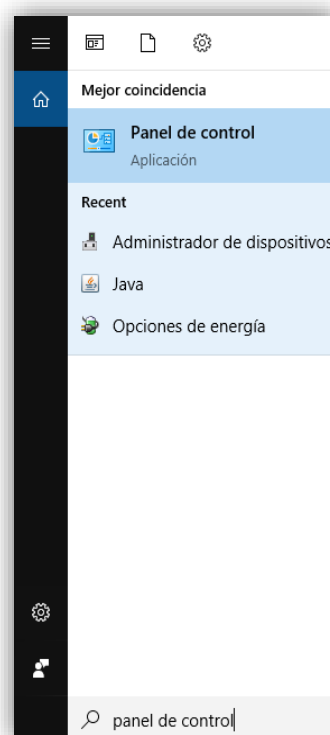 Mejor coincidencia
Panel de control
Aplicación
Recent
Administrador de dispositivos
Java
Opciones de energía
panel de control